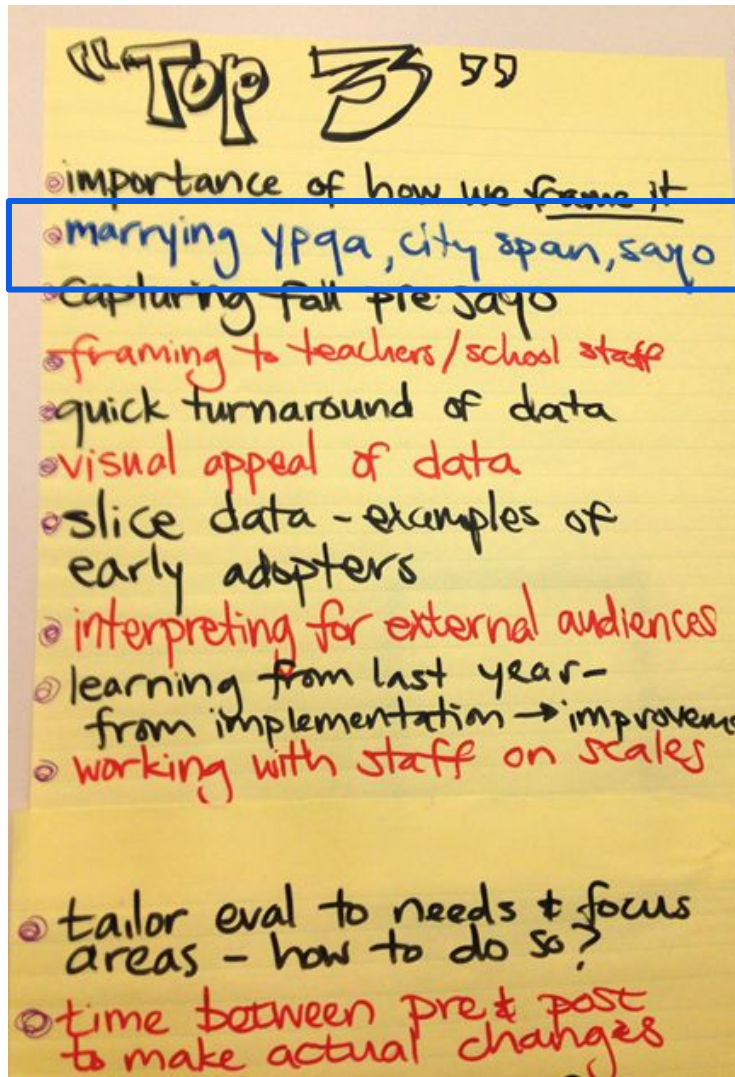 "Top 3"
importance of how we frame it
marrying ypqa, city span, sayo
capturing fall pre sayo
framing to teachers/school staff
quick turnaround of data
visual appeal of data
slice data - examples of
early adopters
interpreting for external audiences
learning from last year-
from implementation → improveme
working with staff on scales
tailor eval to needs & focus
areas - how to do so?
time between pre & post
to make actual changes